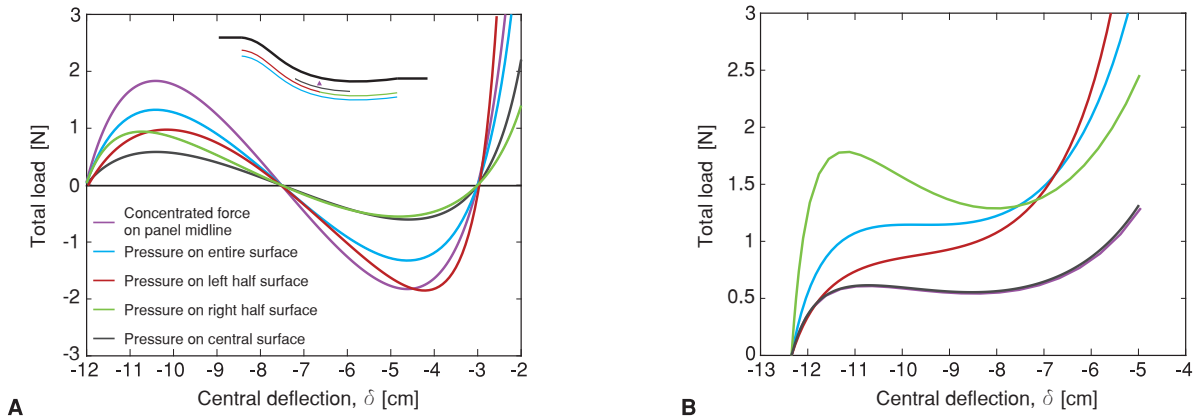 3
2
1
0
-1
-2
-3
Total load [N]
Concentrated force
on panel midline
Pressure on entire surface
Pressure on left half surface
Pressure on right half surface
Pressure on central surface
-12 -11 -10 -9 -8 -7 -6 -5 -4 -3 -2
Central deflection, δ [cm]
A
3
2.5
2
1.5
1
0.5
0
Total load [N]
-13 -12 -11 -10 -9 -8 -7 -6 -5 -4
Central deflection, δ [cm]
B